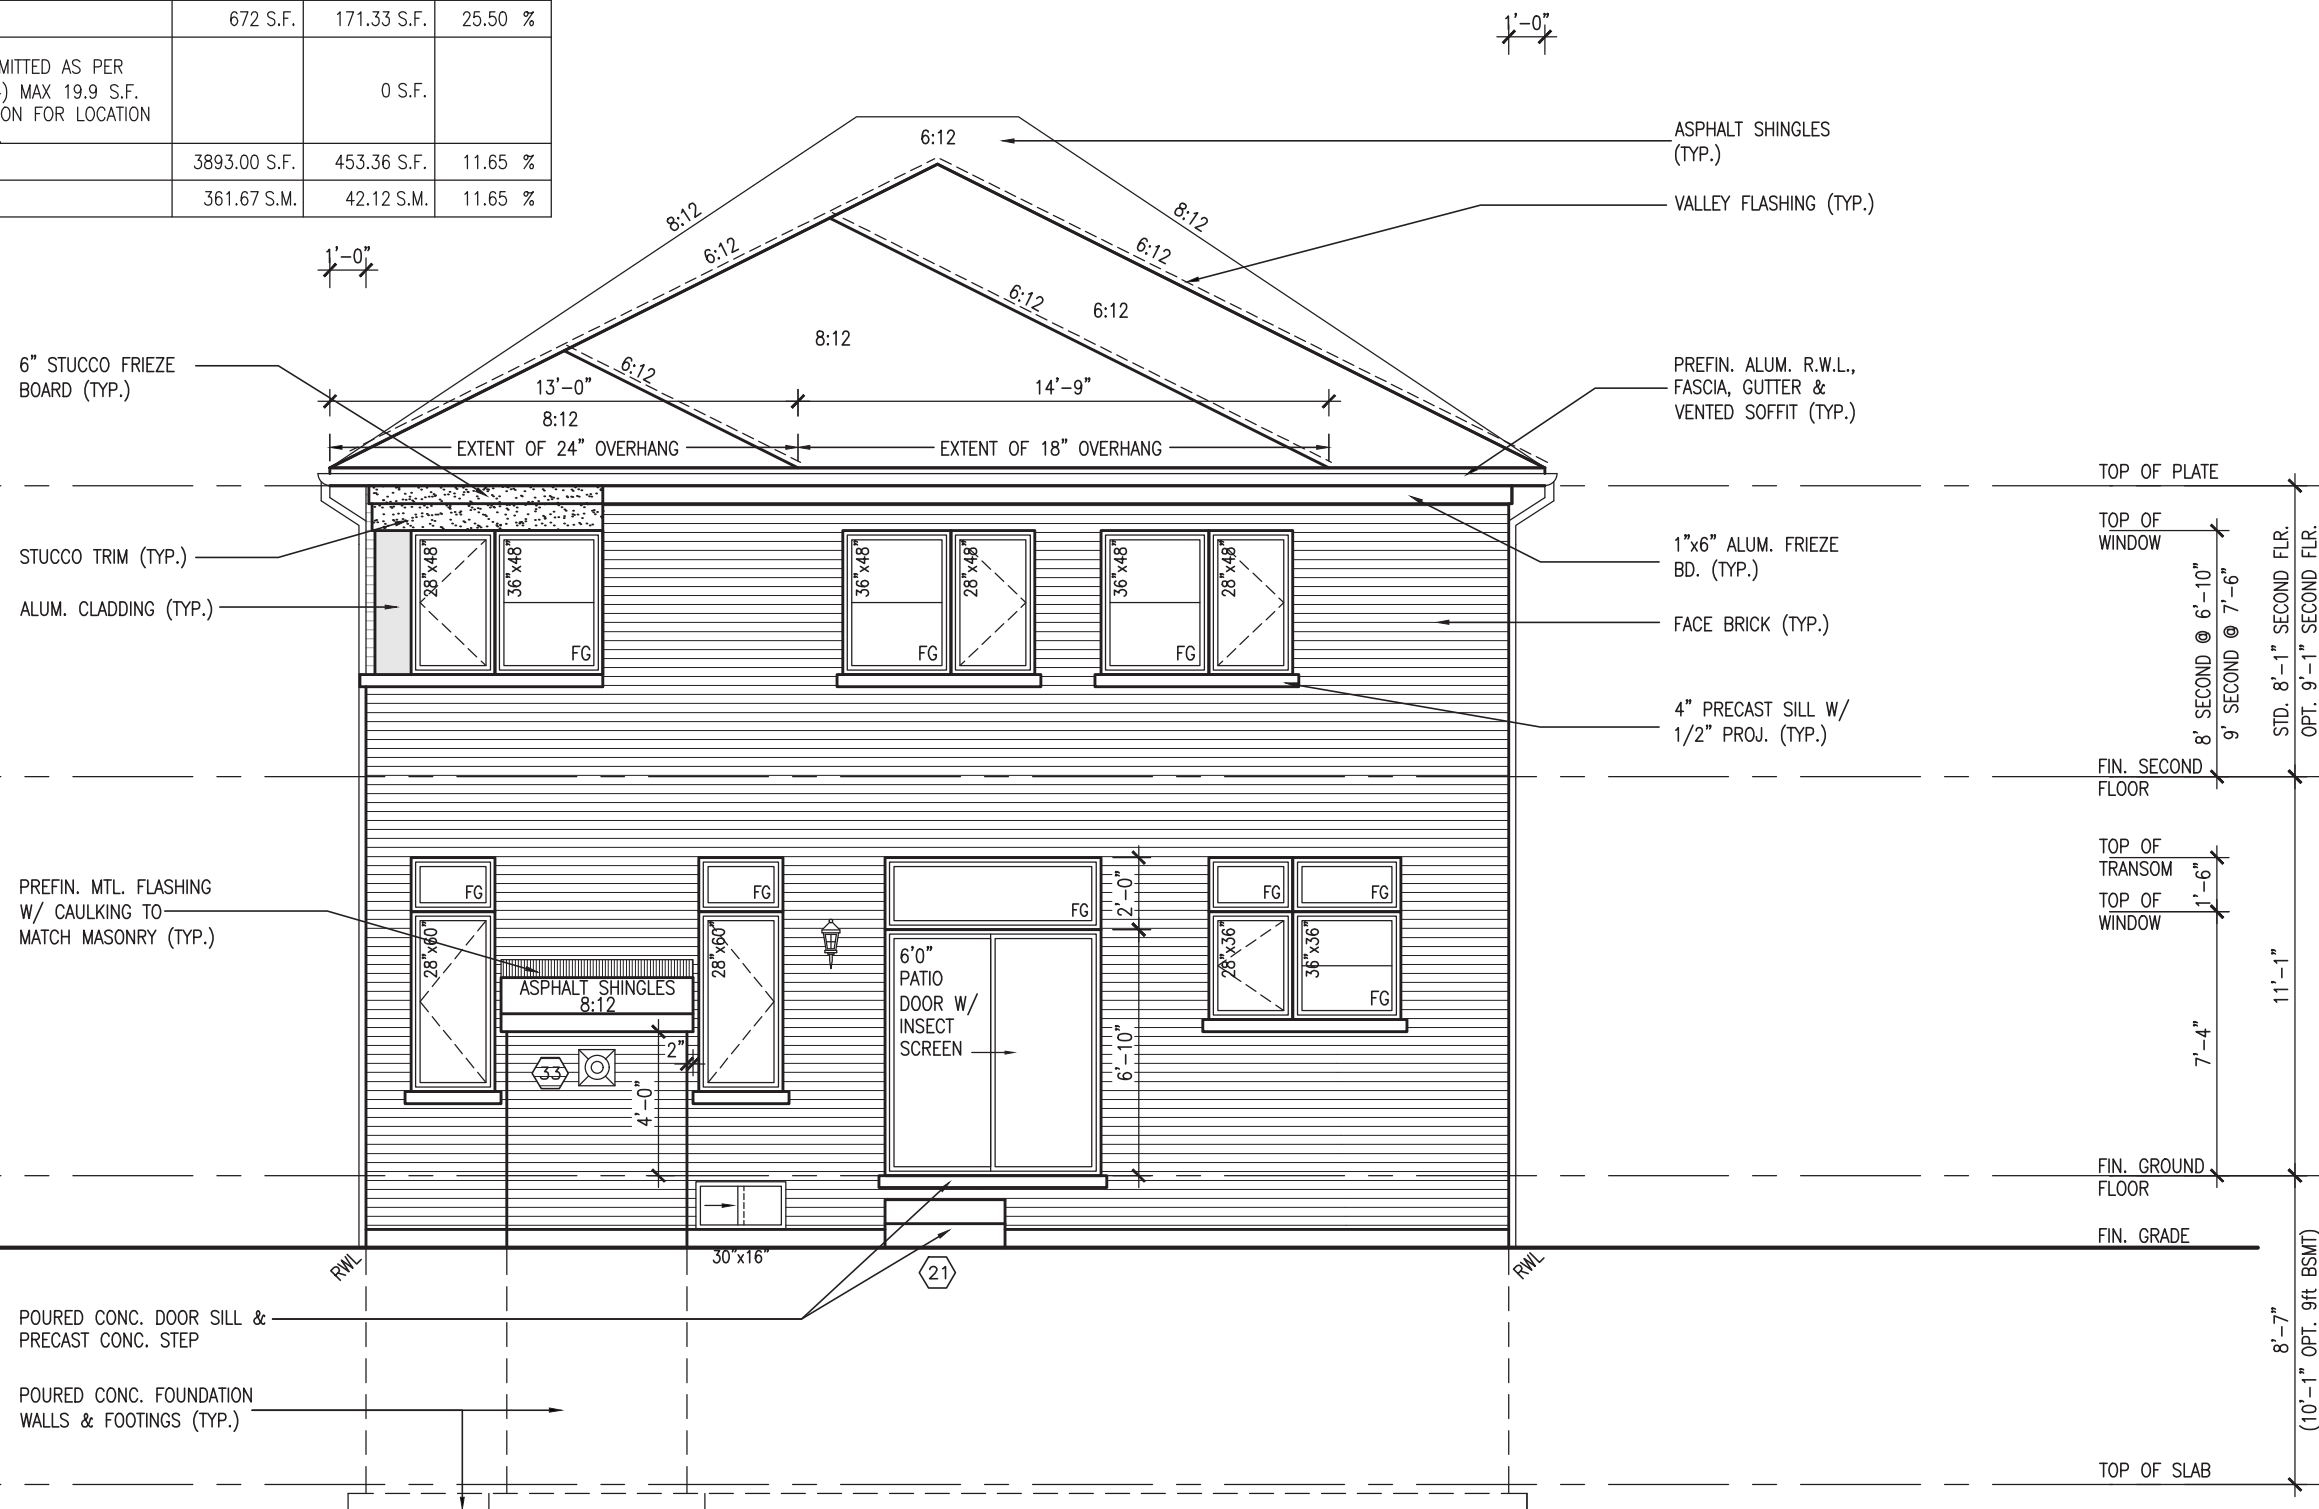 672 S.F. 171.33 S.F. 25.50 %
MITTED AS PER
) MAX 19.9 S.F.
ON FOR LOCATION
0 S.F.
3893.00 S.F. 453.36 S.F. 11.65 %
361.67 S.M. 42.12 S.M. 11.65 %
1'-0"
1'-0"
6:12
8:12
6:12
8:12
6:12
6:12
6:12
8:12
6:12
13'-0"
14'-9"
8:12
EXTENT OF 24" OVERHANG
EXTENT OF 18" OVERHANG
6" STUCCO FRIEZE
BOARD (TYP.)
STUCCO TRIM (TYP.)
ALUM. CLADDING (TYP.)
PREFIN. MTL. FLASHING
W/ CAULKING TO
MATCH MASONRY (TYP.)
POURED CONC. DOOR SILL &
PRECAST CONC. STEP
POURED CONC. FOUNDATION
WALLS & FOOTINGS (TYP.)
28"x48"
36"x48"
FG
36"x48"
FG
28"x48"
36"x48"
FG
28"x48"
FG
28"x60"
ASPHALT SHINGLES
8:12
33
2"
4'-0"
FG
28"x60"
FG
6'0"
PATIO
DOOR W/
INSECT
SCREEN
2'-0"
6'-10"
FG
FG
28"x36"
36"x36"
FG
30"x16"
21
RWL
RWL
ASPHALT SHINGLES
(TYP.)
VALLEY FLASHING (TYP.)
PREFIN. ALUM. R.W.L.,
FASCIA, GUTTER &
VENTED SOFFIT (TYP.)
1"x6" ALUM. FRIEZE
BD. (TYP.)
FACE BRICK (TYP.)
4" PRECAST SILL W/
1/2" PROJ. (TYP.)
TOP OF PLATE
TOP OF
WINDOW
FIN. SECOND
FLOOR
TOP OF
TRANSOM
TOP OF
WINDOW
FIN. GROUND
FLOOR
FIN. GRADE
TOP OF SLAB
8' SECOND @ 6'-10"
9' SECOND @ 7'-6"
STD. 8'-1" SECOND FLR.
OPT. 9'-1" SECOND FLR.
1'-6"
7'-4"
11'-1"
8'-7"
(10'-1" OPT. 9ft BSMT)